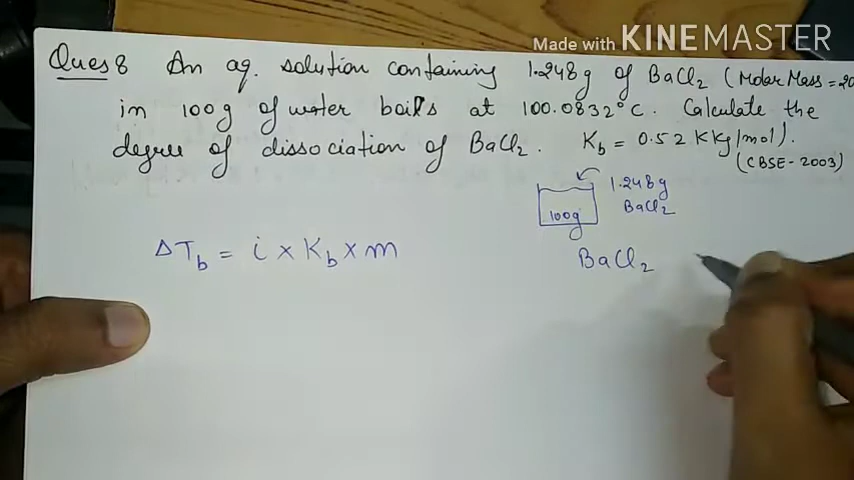 Made with KINEMASTER
Ques 8 An aq. solution containing 1.248g of BaCl2 (Molar Mass = 20
in 100g of water boils at 100.0832°C. Calculate the
degree of dissociation of BaCl2. Kb = 0.52 K Kg/mol).
(CBSE-2003)
1.248g
BaCl2
100g
ΔTb = i × Kb × m
BaCl2